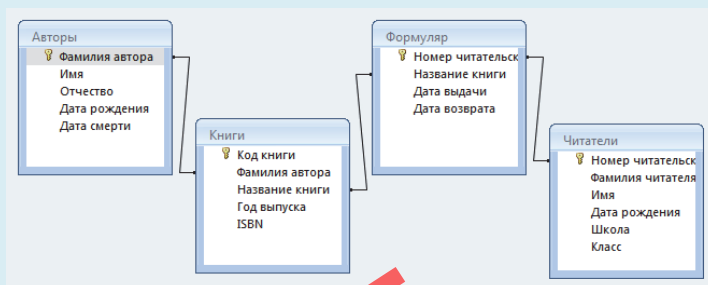 Авторы
Фамилия автора
Имя
Отчество
Дата рождения
Дата смерти
Книги
Код книги
Фамилия автора
Название книги
Год выпуска
ISBN
Формуляр
Номер читательск
Название книги
Дата выдачи
Дата возврата
Читатели
Номер читательск
Фамилия читателя
Имя
Дата рождения
Школа
Класс